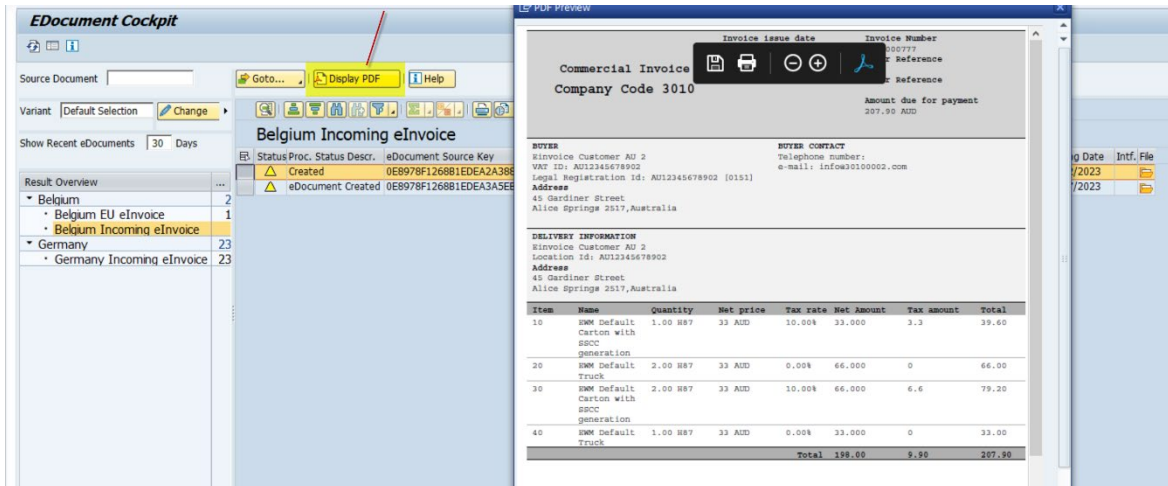 EDocument Cockpit
Source Document
Goto...
Display PDF
Help
Variant Default Selection Change
Show Recent eDocuments 30 Days
Belgium Incoming eInvoice
Status Proc. Status Descr. eDocument Source Key
Created
eDocument Created
Result Overview ...
Belgium 2
Belgium EU eInvoice 1
Belgium Incoming eInvoice
Germany 23
Germany Incoming eInvoice 23
Date Intf. File
/2023
/2023
PDF Preview
Invoice issue date Invoice Number
Reference
Commercial Invoice
Reference
Company Code 3010
Amount due for payment
207.90 AUD
BUYER BUYER CONTACT
Einvoice Customer AU 2 Telephone number:
VAT ID: AU12345678902 e-mail: infow30100002.com
Legal Registration Id: AU12345678902 [0151]
Address
45 Gardiner Street
Alice Springs 2517,Australia
DELIVERY INFORMATION
Einvoice Customer AU 2
Location Id: AU12345678902
Address
45 Gardiner Street
Alice Springs 2517,Australia
Item Name Quantity Net price Tax rate Net Amount Tax amount Total
10 EWM Default 1.00 H87 33 AUD 10.00% 33.000 3.3 39.60
Carton with
SSCC
generation
20 EWM Default 2.00 H87 33 AUD 0.00% 66.000 0 66.00
Truck
30 EWM Default 2.00 H87 33 AUD 10.00% 66.000 6.6 79.20
Carton with
SSCC
generation
40 EWM Default 1.00 H87 33 AUD 0.00% 33.000 0 33.00
Truck
Total 198.00 9.90 207.90